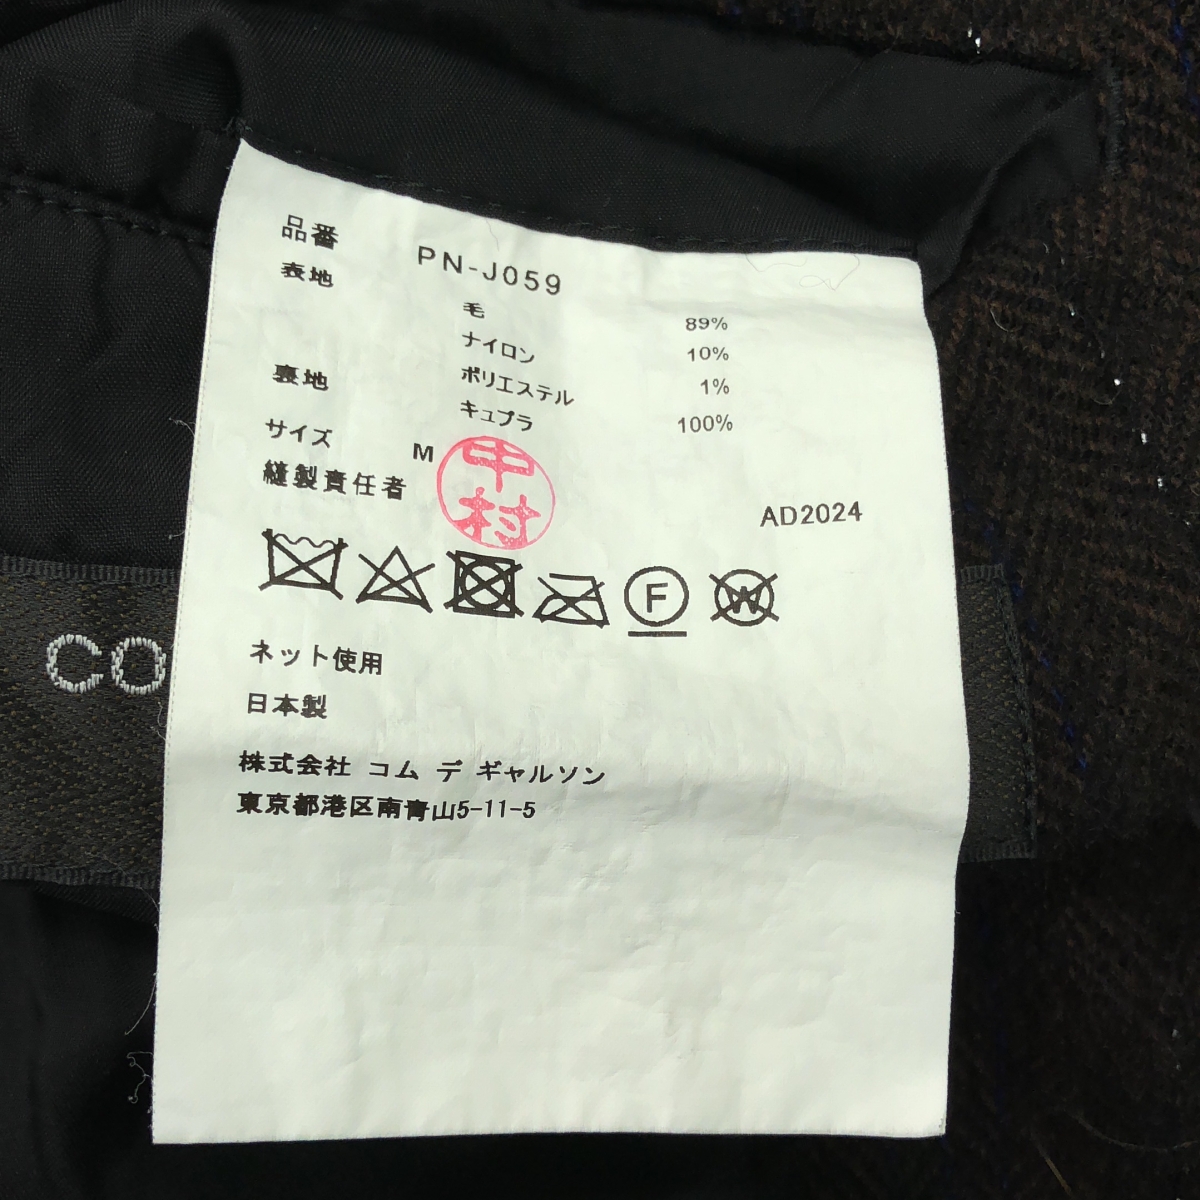 品番 PN-J059
表地 毛 89%
ナイロン 10%
ポリエステル 1%
裏地 キュプラ 100%
サイズ M
縫製責任者 中村
AD2024
F W
ネット使用
日本製
株式会社 コム デ ギャルソン
東京都港区南青山5-11-5
CO